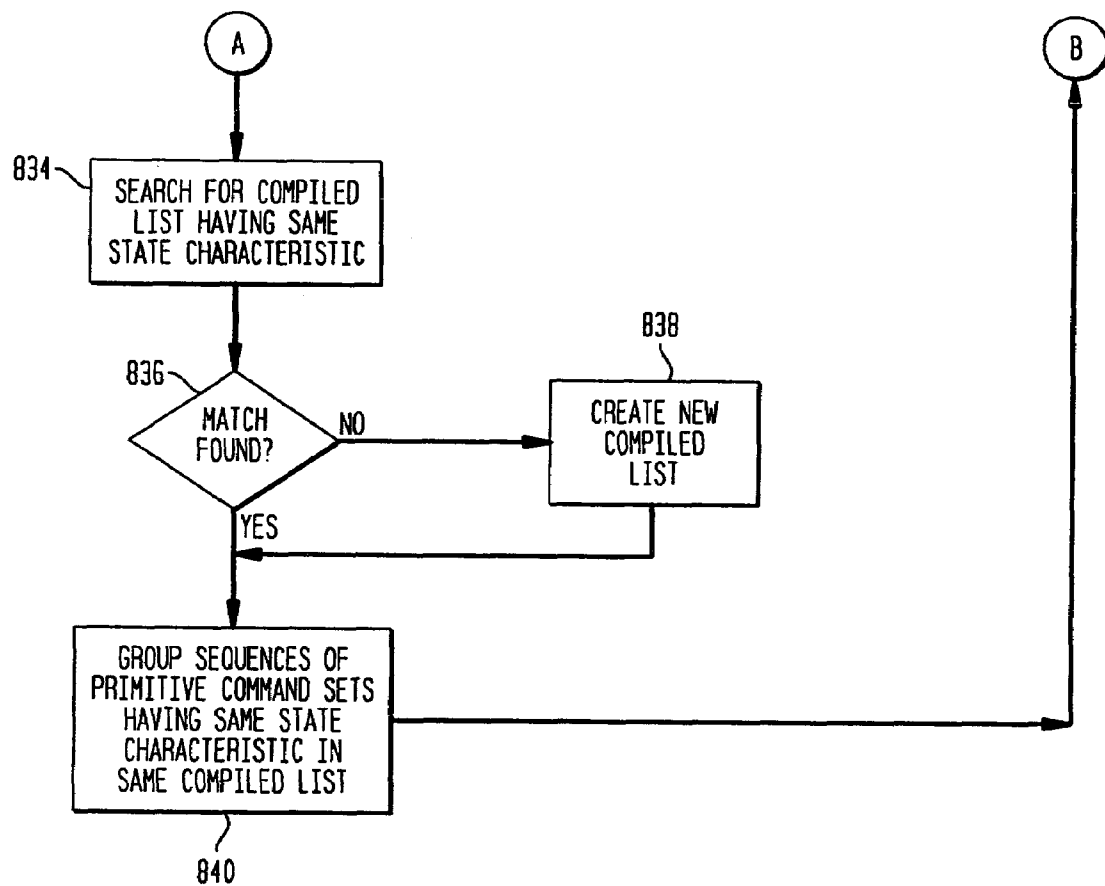 A
B
834
SEARCH FOR COMPILED
LIST HAVING SAME
STATE CHARACTERISTIC
836
MATCH
FOUND?
NO
838
CREATE NEW
COMPILED
LIST
YES
GROUP SEQUENCES OF
PRIMITIVE COMMAND SETS
HAVING SAME STATE
CHARACTERISTIC IN
SAME COMPILED LIST
840